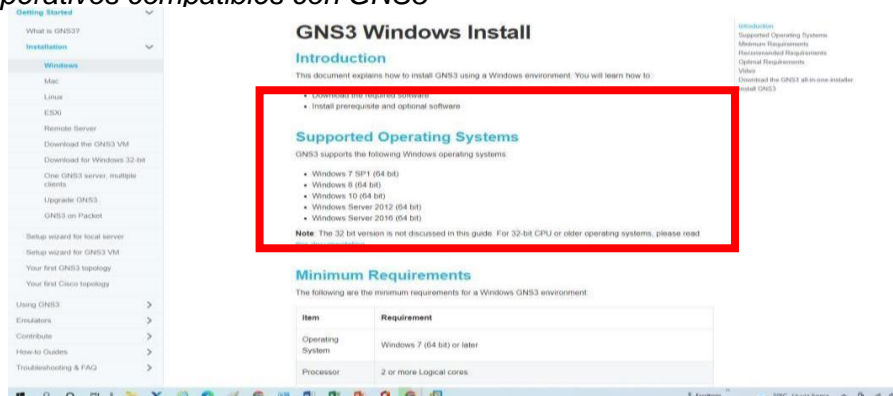 operativos compatibles con GNS3
Getting Started
What is GNS3?
Installation
Windows
Mac
Linux
ESXi
Remote Server
Download the GNS3 VM
Download for Windows 32-bit
One GNS3 server, multiple
clients
Upgrade GNS3
GNS3 on Packet
Setup wizard for local server
Setup wizard for GNS3 VM
Your first GNS3 topology
Your first Cisco topology
Using GNS3
Emulators
Contribute
How-to Guides
Troubleshooting & FAQ
GNS3 Windows Install
Introduction
This document explains how to install GNS3 using a Windows environment. You will learn how to:
Download the required software
Install prerequisite and optional software
Supported Operating Systems
GNS3 supports the following Windows operating systems
Windows 7 SP1 (64 bit)
Windows 8 (64 bit)
Windows 10 (64 bit)
Windows Server 2012 (64 bit)
Windows Server 2016 (64 bit)
Note: The 32 bit version is not discussed in this guide. For 32-bit CPU or older operating systems, please read
Minimum Requirements
The following are the minimum requirements for a Windows GNS3 environment
Item Requirement
Operating
System
Windows 7 (64 bit) or later
Processor 2 or more Logical cores
Introduction
Supported Operating Systems
Minimum Requirements
Recommended Requirements
Optimal Requirements
Video
Download the GNS3 all-in-one installer
Install GNS3